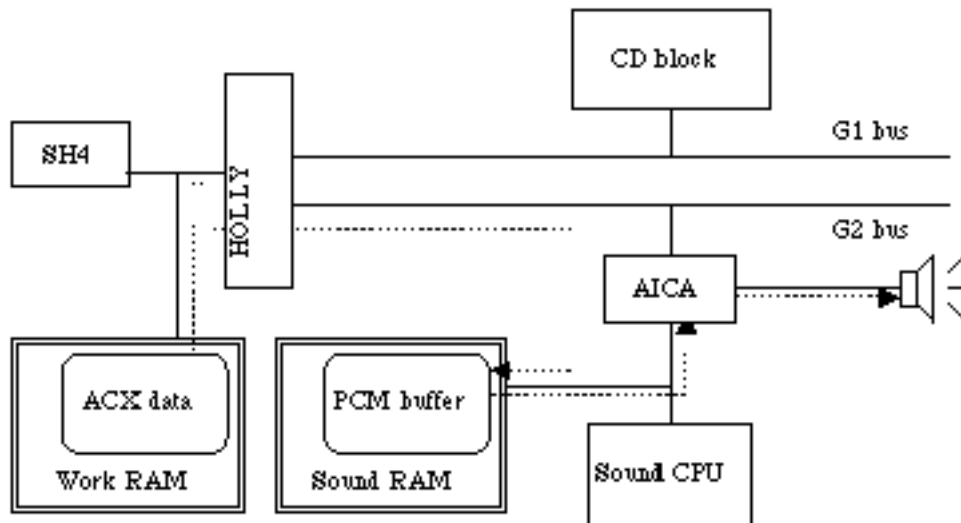 CD block
G1 bus
SH4
HOLLY
G2 bus
AICA
ACX data
PCM buffer
Work RAM
Sound RAM
Sound CPU